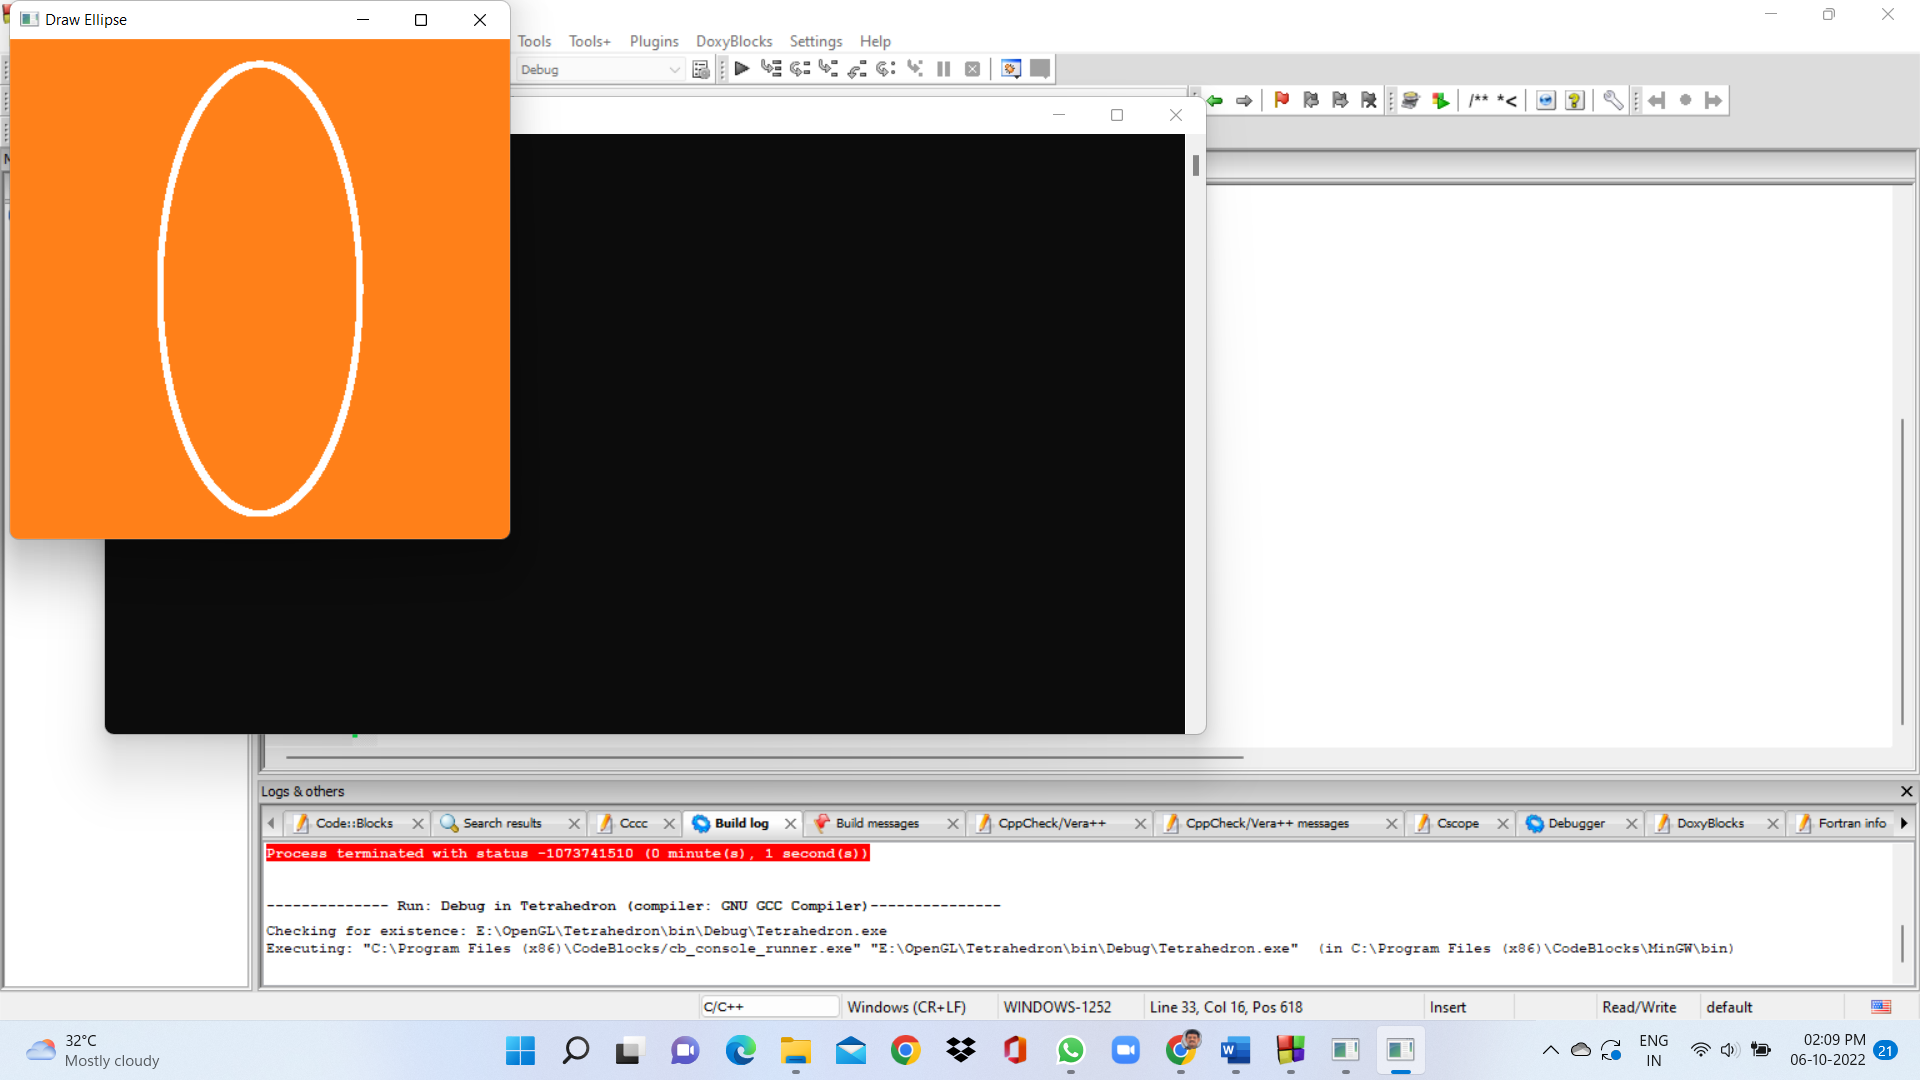 Draw Ellipse
Tools Tools+ Plugins DoxyBlocks Settings Help
Debug
/** *<
Logs & others
Code::Blocks Search results Cccc Build log Build messages CppCheck/Vera++ CppCheck/Vera++ messages Cscope Debugger DoxyBlocks Fortran info
Process terminated with status -1073741510 (0 minute(s), 1 second(s))
-------------- Run: Debug in Tetrahedron (compiler: GNU GCC Compiler)---------------
Checking for existence: E:\OpenGL\Tetrahedron\bin\Debug\Tetrahedron.exe
Executing: "C:\Program Files (x86)\CodeBlocks/cb_console_runner.exe" "E:\OpenGL\Tetrahedron\bin\Debug\Tetrahedron.exe"  (in C:\Program Files (x86)\CodeBlocks\MinGW\bin)
C/C++ Windows (CR+LF) WINDOWS-1252 Line 33, Col 16, Pos 618 Insert Read/Write default
32°C
Mostly cloudy
ENG
IN
02:09 PM
06-10-2022
21